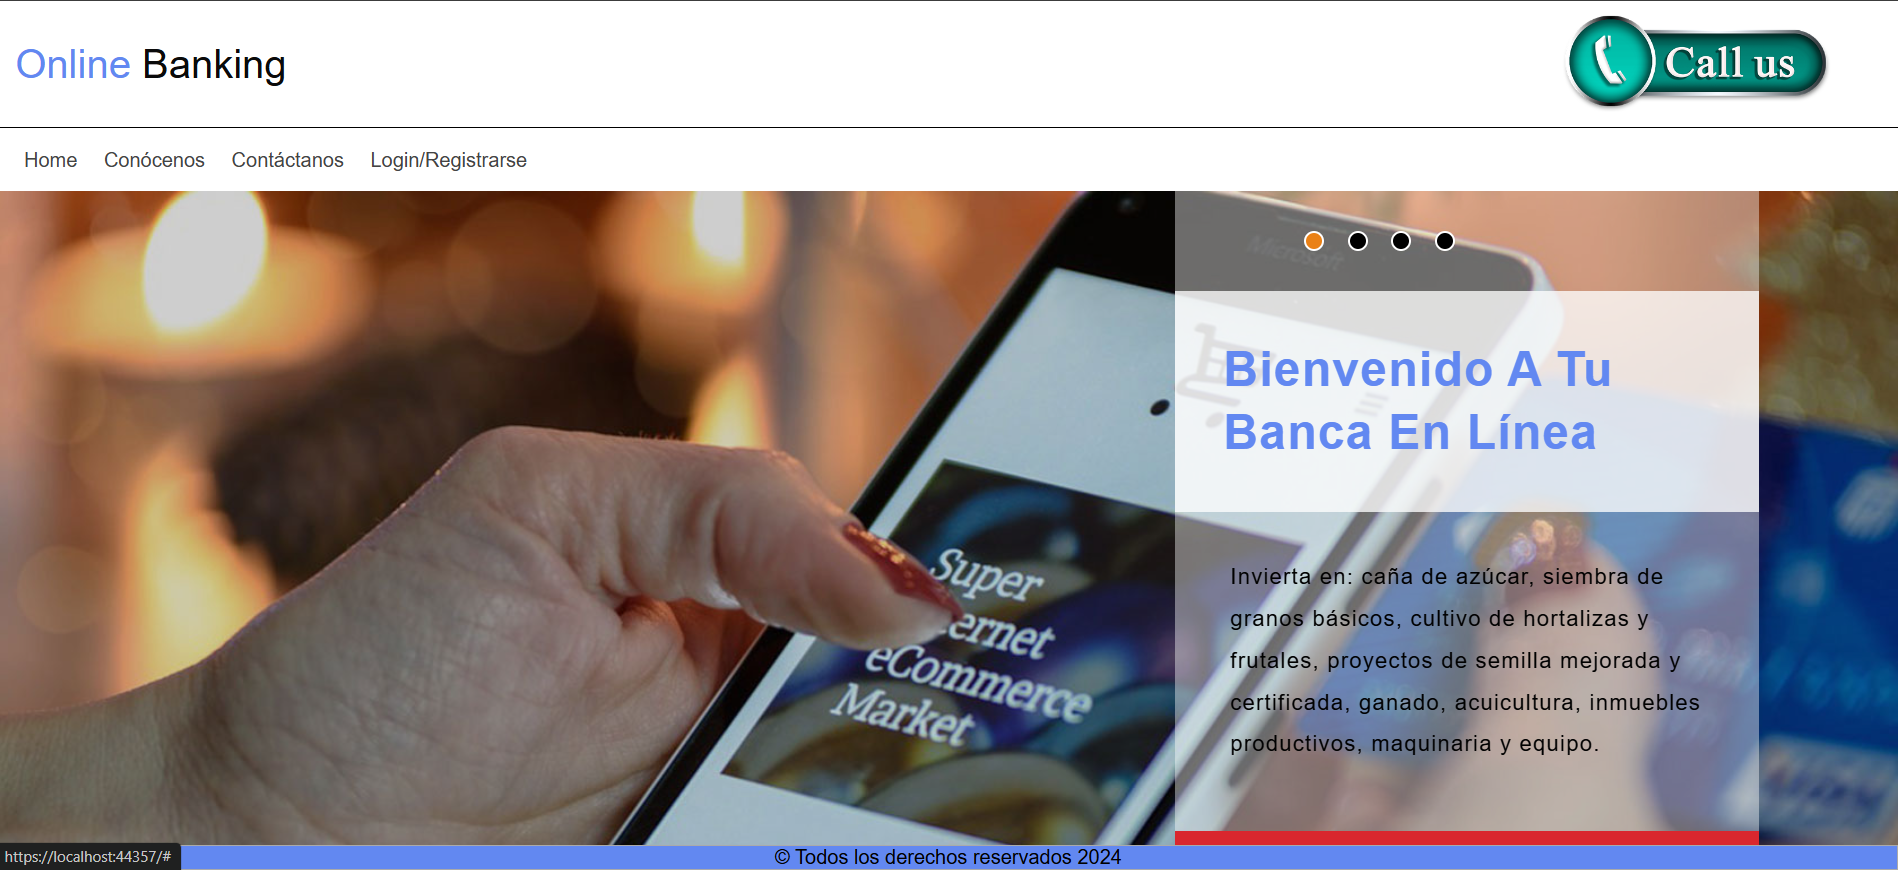 Online Banking
Call us
Home Conócenos Contáctanos Login/Registrarse
Microsoft
Bienvenido A Tu
Banca En Línea
Invierta en: caña de azúcar, siembra de
granos básicos, cultivo de hortalizas y
frutales, proyectos de semilla mejorada y
certificada, ganado, acuicultura, inmuebles
productivos, maquinaria y equipo.
Super
ernet
eCommerce
Market
https://localhost:44357/#
© Todos los derechos reservados 2024